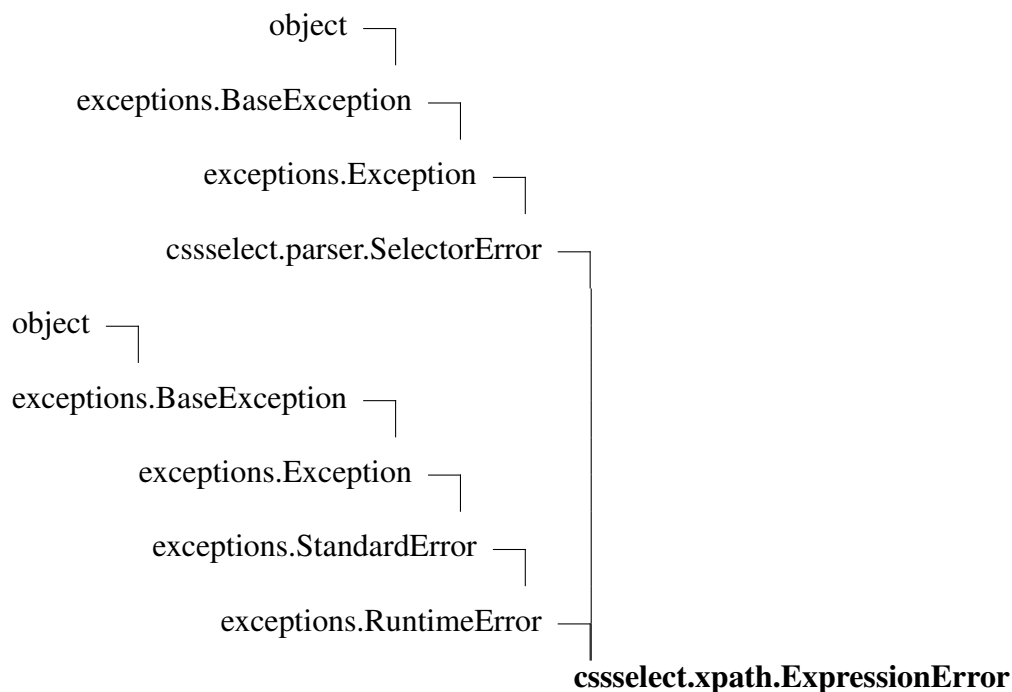 object
exceptions.BaseException
exceptions.Exception
cssselect.parser.SelectorError
object
exceptions.BaseException
exceptions.Exception
exceptions.StandardError
exceptions.RuntimeError
cssselect.xpath.ExpressionError